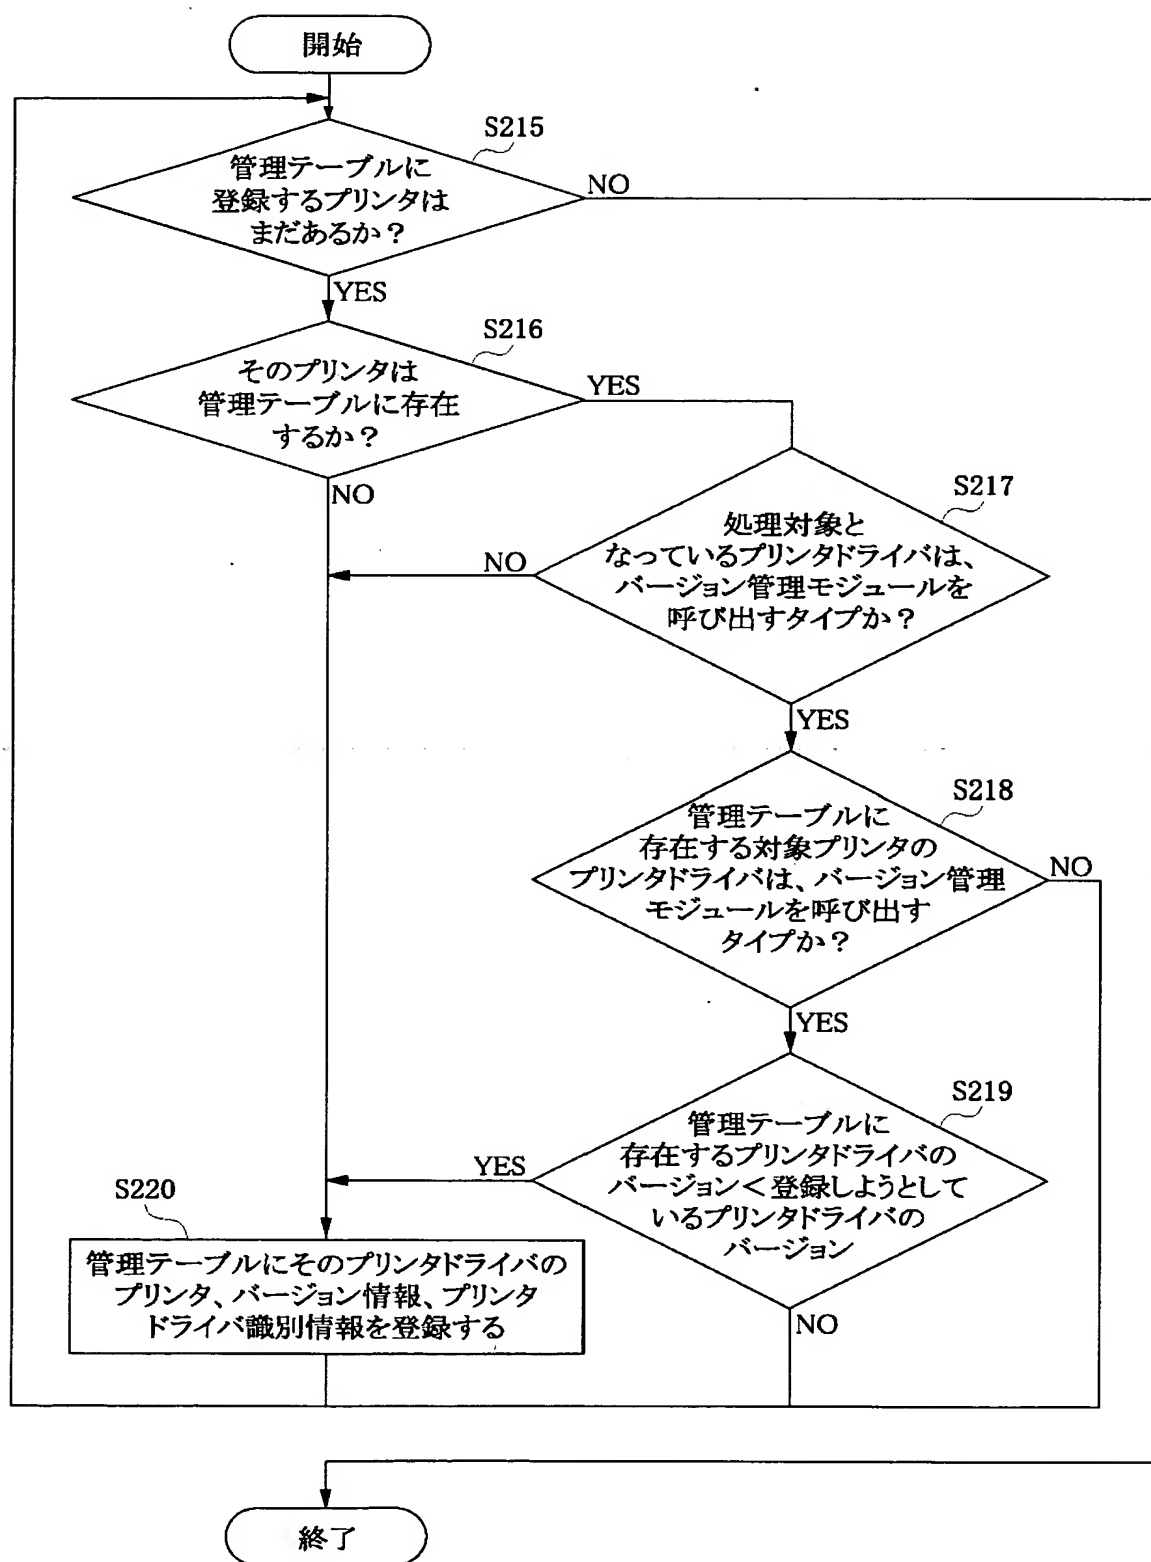 開始
S215
管理テーブルに
登録するプリンタは
まだあるか？
NO
YES
S216
そのプリンタは
管理テーブルに存在
するか？
YES
NO
S217
処理対象と
なっているプリンタドライバは、
バージョン管理モジュールを
呼び出すタイプか？
NO
YES
S218
管理テーブルに
存在する対象プリンタの
プリンタドライバは、バージョン管理
モジュールを呼び出す
タイプか？
NO
YES
S219
管理テーブルに
存在するプリンタドライバの
バージョン＜登録しようとして
いるプリンタドライバの
バージョン
YES
NO
S220
管理テーブルにそのプリンタドライバの
プリンタ、バージョン情報、プリンタ
ドライバ識別情報を登録する
終了